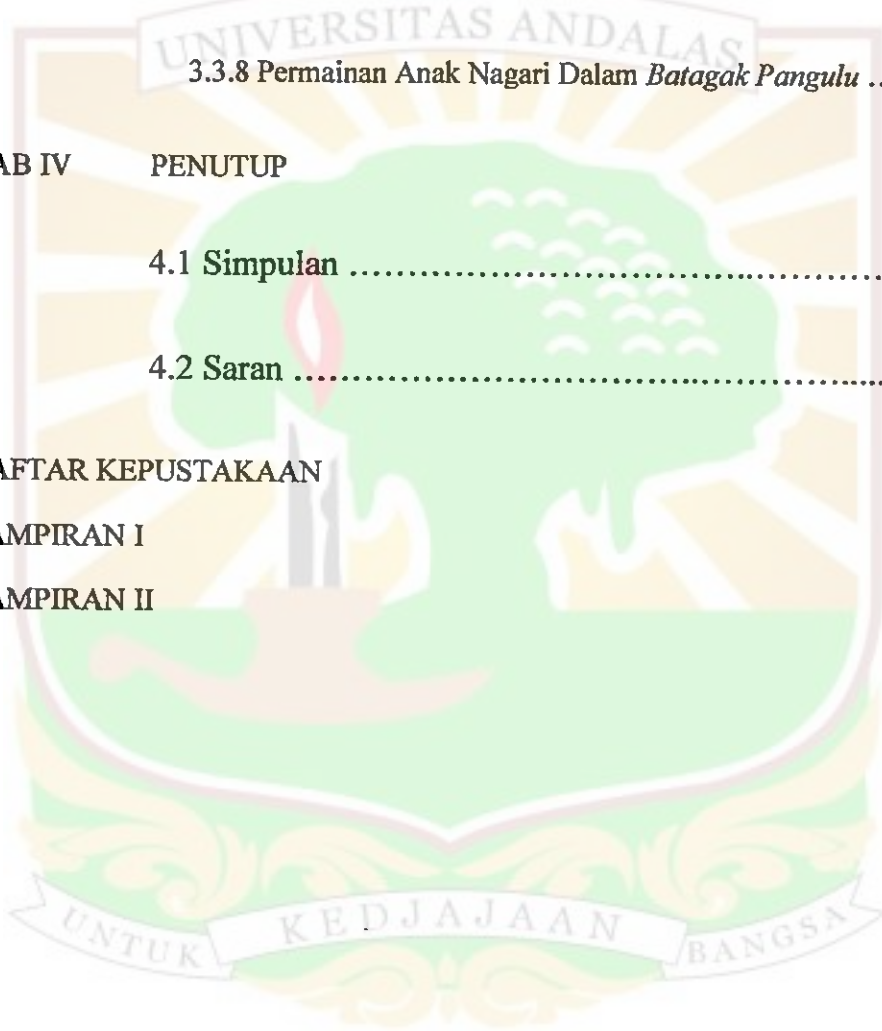 UNIVERSITAS ANDALAS
3.3.8 Permainan Anak Nagari Dalam Batagak Pangulu ..
AB IV PENUTUP
4.1 Simpulan ..............................................................
4.2 Saran ..................................................................
AFTAR KEPUSTAKAAN
AMPIRAN I
AMPIRAN II
UNTUK KEDJAJAAN BANGSA